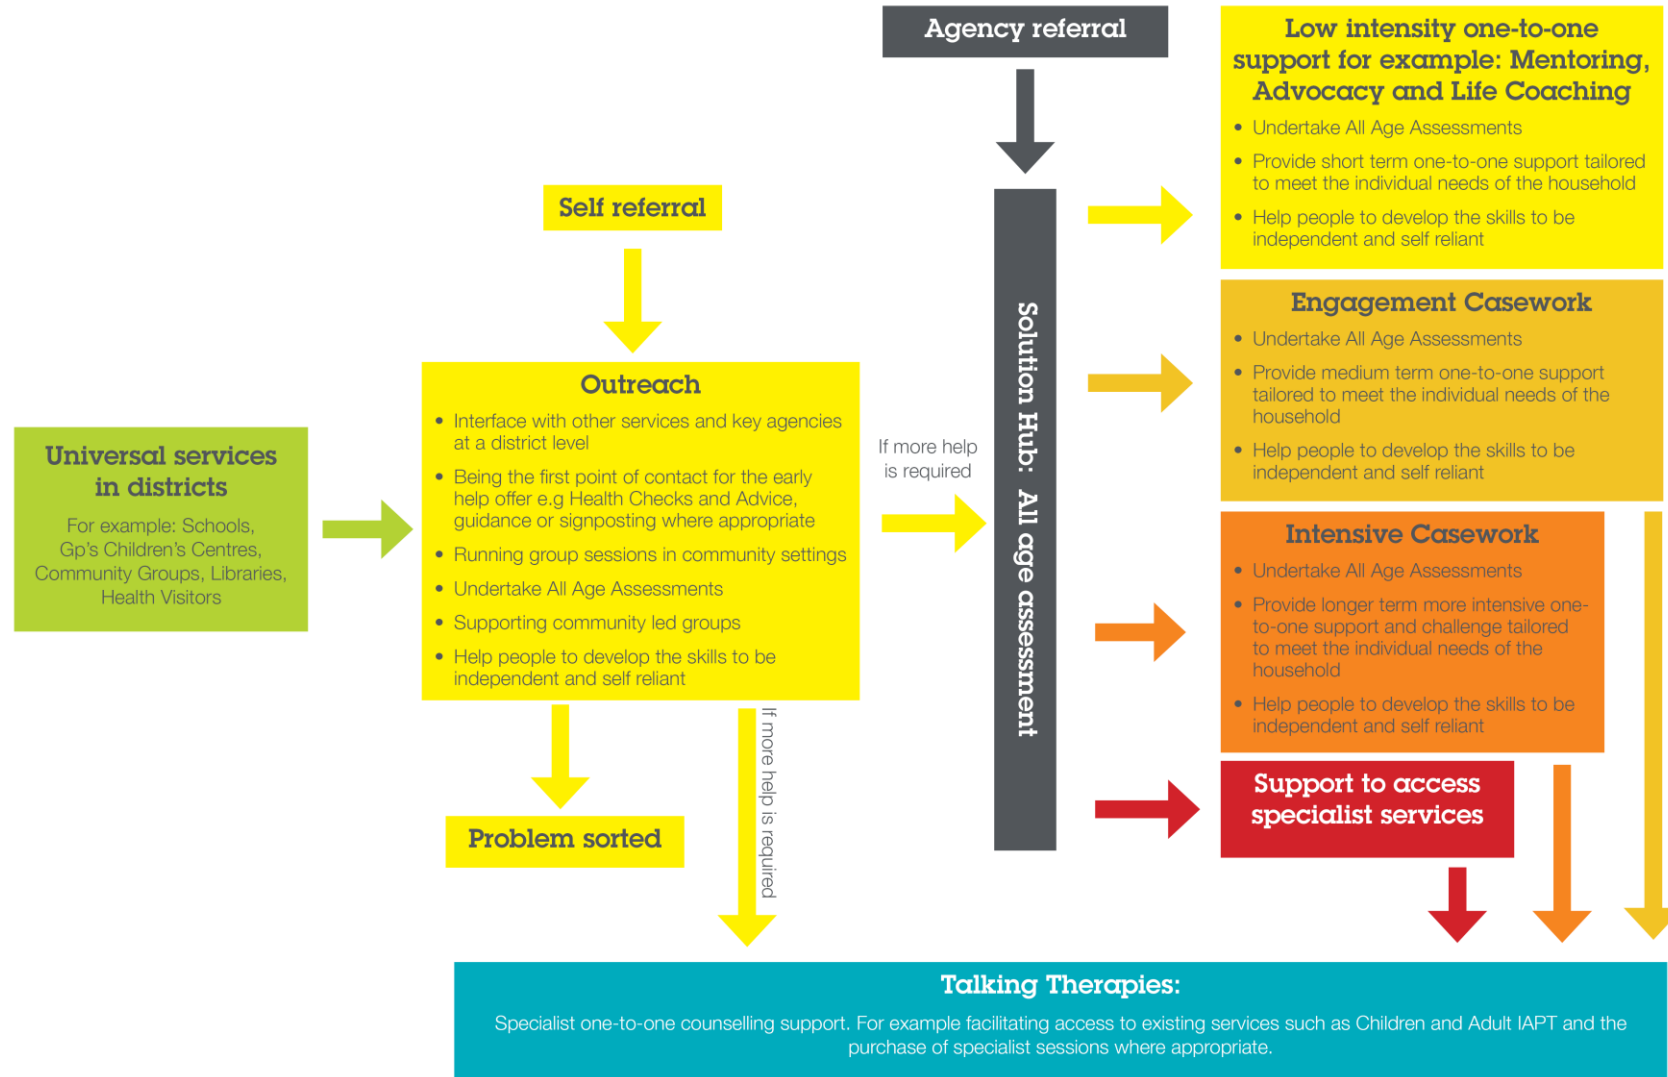 Agency referral
Low intensity one-to-one
support for example: Mentoring,
Advocacy and Life Coaching
• Undertake All Age Assessments
• Provide short term one-to-one support tailored
to meet the individual needs of the household
• Help people to develop the skills to be
independent and self reliant
Self referral
Engagement Casework
• Undertake All Age Assessments
• Provide medium term one-to-one support
tailored to meet the individual needs of the
household
• Help people to develop the skills to be
independent and self reliant
Universal services
in districts
For example: Schools,
Gp's Children's Centres,
Community Groups, Libraries,
Health Visitors
Outreach
• Interface with other services and key agencies
at a district level
• Being the first point of contact for the early
help offer e.g Health Checks and Advice,
guidance or signposting where appropriate
• Running group sessions in community settings
• Undertake All Age Assessments
• Supporting community led groups
• Help people to develop the skills to be
independent and self reliant
If more help
is required
Solution Hub: All age assessment
Intensive Casework
• Undertake All Age Assessments
• Provide longer term more intensive one-
to-one support and challenge tailored
to meet the individual needs of the
household
• Help people to develop the skills to be
independent and self reliant
Support to access
specialist services
Problem sorted
If more help is required
Talking Therapies:
Specialist one-to-one counselling support. For example facilitating access to existing services such as Children and Adult IAPT and the
purchase of specialist sessions where appropriate.